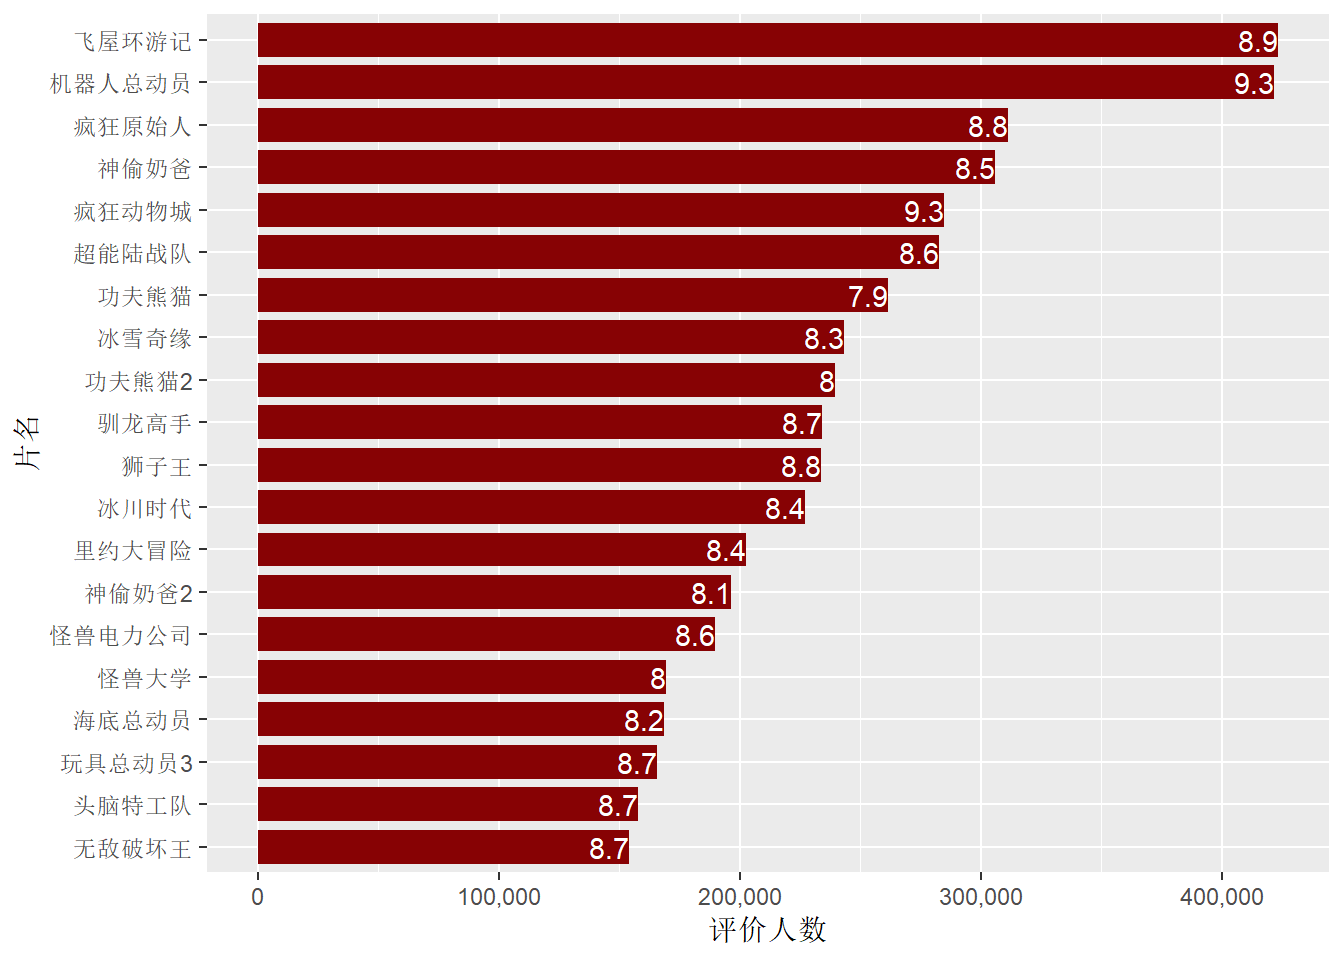 片名
飞屋环游记 8.9
机器人总动员 9.3
疯狂原始人 8.8
神偷奶爸 8.5
疯狂动物城 9.3
超能陆战队 8.6
功夫熊猫 7.9
冰雪奇缘 8.3
功夫熊猫2 8
驯龙高手 8.7
狮子王 8.8
冰川时代 8.4
里约大冒险 8.4
神偷奶爸2 8.1
怪兽电力公司 8.6
怪兽大学 8
海底总动员 8.2
玩具总动员3 8.7
头脑特工队 8.7
无敌破坏王 8.7
0 100,000 200,000 300,000 400,000
评价人数